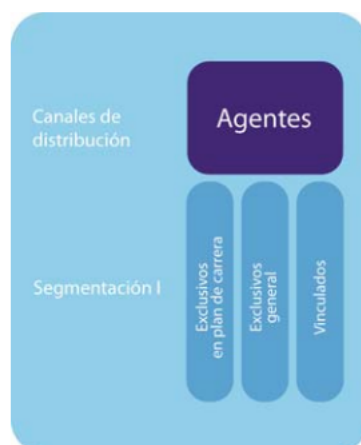 Canales de
distribución
Agentes
Segmentación I
Exclusivos
en plan de carrera
Exclusivos
general
Vinculados